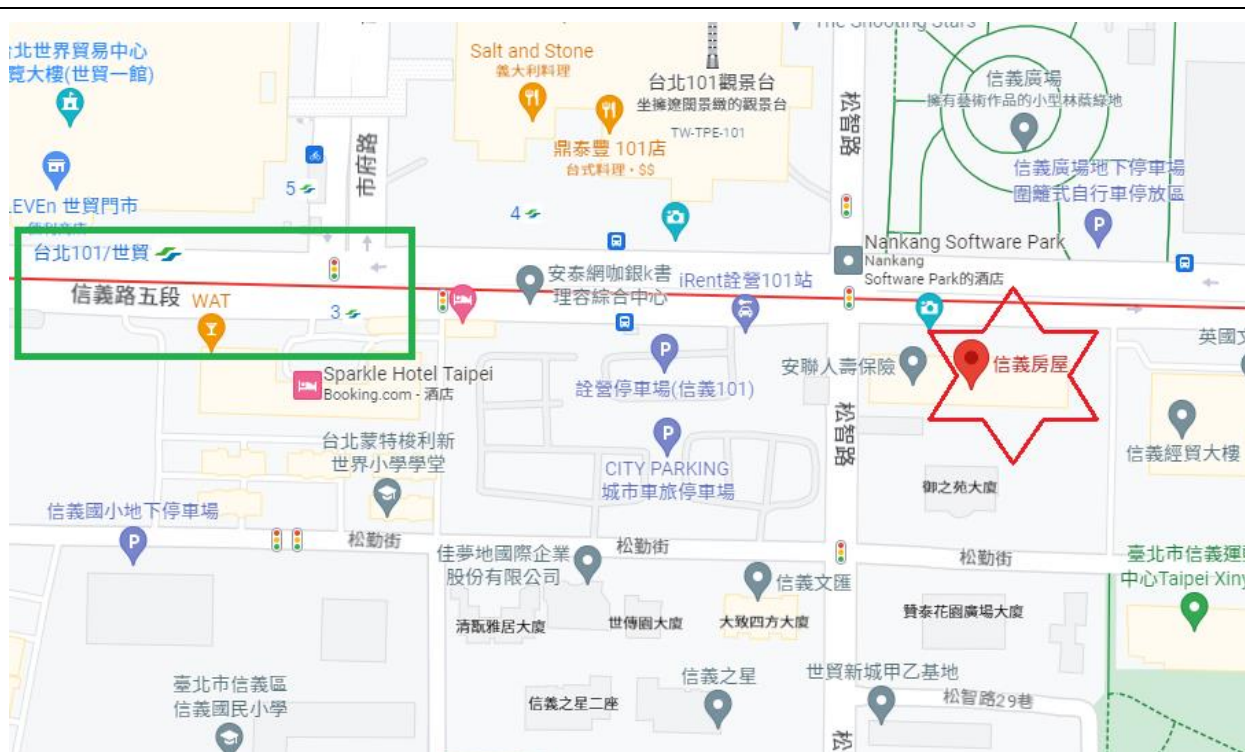 The Shooting Stars
台北世界貿易中心
覽大樓(世貿一館)
Salt and Stone
義大利料理
台北101觀景台
坐擁遼闊景緻的觀景台
TW-TPE-101
信義廣場
擁有藝術作品的小型林蔭綠地
市府路
松智路
鼎泰豐 101店
台式料理・$$
信義廣場地下停車場
圍籬式自行車停放區
5
ELEVEn 世貿門市
便利商店
4
台北101/世貿
Nankang Software Park
Nankang
Software Park的酒店
安泰網咖銀k書
理容綜合中心
iRent詮營101站
信義路五段
WAT
3
英國文
安聯人壽保險
信義房屋
Sparkle Hotel Taipei
Booking.com - 酒店
詮營停車場(信義101)
台北蒙特梭利新
世界小學學堂
松智路
信義經貿大樓
CITY PARKING
城市車旅停車場
御之苑大廈
信義國小地下停車場
松勤街
松勤街
松勤街
佳夢地國際企業
股份有限公司
信義文匯
臺北市信義運動
中心Taipei Xiny
清翫雅居大廈
世傳園大廈
大致四方大廈
贊泰花園廣場大廈
臺北市信義區
信義國民小學
信義之星
信義之星二座
世貿新城甲乙基地
松智路29巷
松